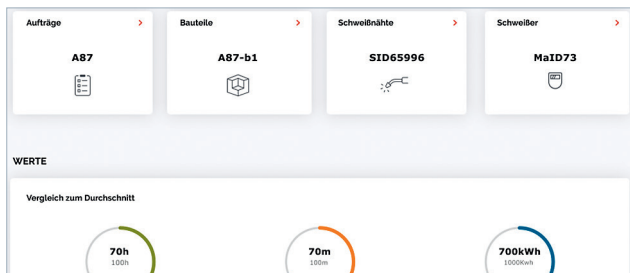 Aufträge > Bauteile > Schweißnähte > Schweißer >
A87 A87-b1 SID65996 MaID73
WERTE
Vergleich zum Durchschnitt
70h 70m 700kWh
100h 100m 1000Kwh